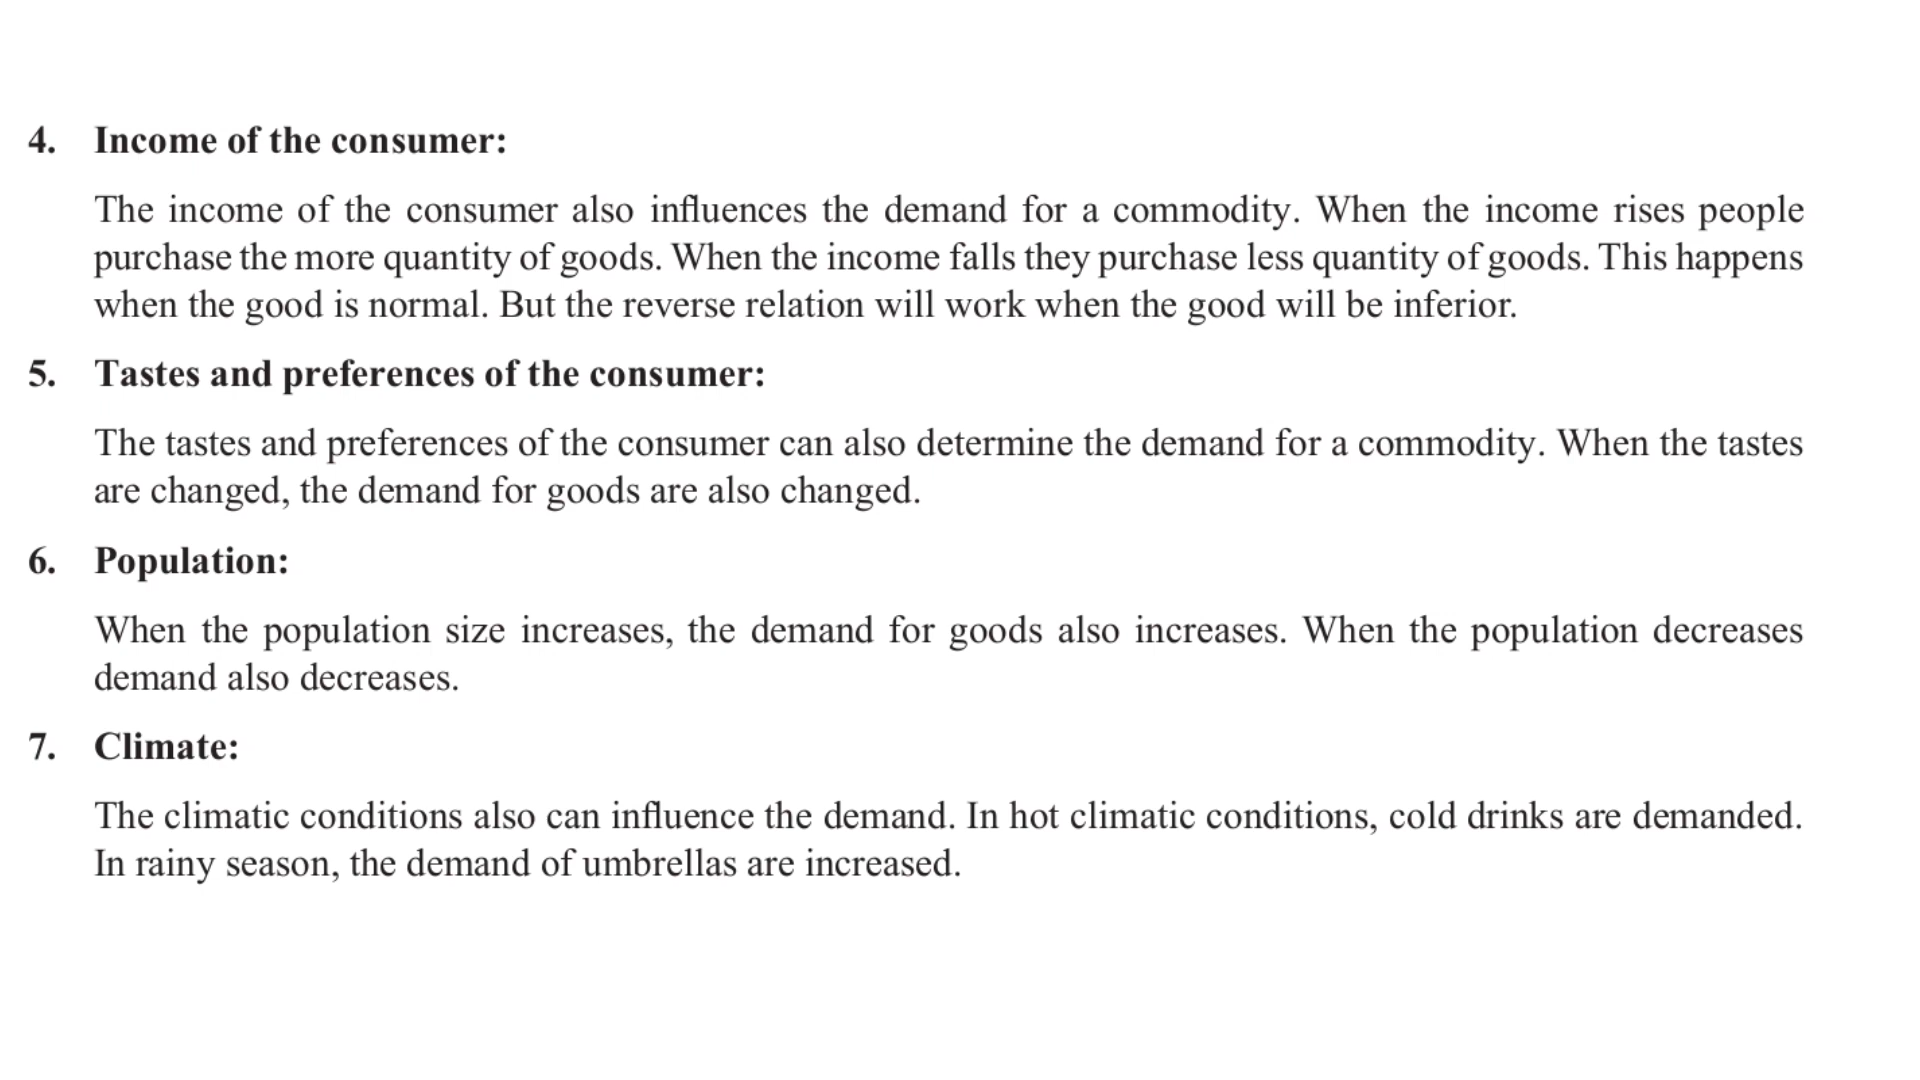 4. Income of the consumer:
The income of the consumer also influences the demand for a commodity. When the income rises people
purchase the more quantity of goods. When the income falls they purchase less quantity of goods. This happens
when the good is normal. But the reverse relation will work when the good will be inferior.
5. Tastes and preferences of the consumer:
The tastes and preferences of the consumer can also determine the demand for a commodity. When the tastes
are changed, the demand for goods are also changed.
6. Population:
When the population size increases, the demand for goods also increases. When the population decreases
demand also decreases.
7. Climate:
The climatic conditions also can influence the demand. In hot climatic conditions, cold drinks are demanded.
In rainy season, the demand of umbrellas are increased.